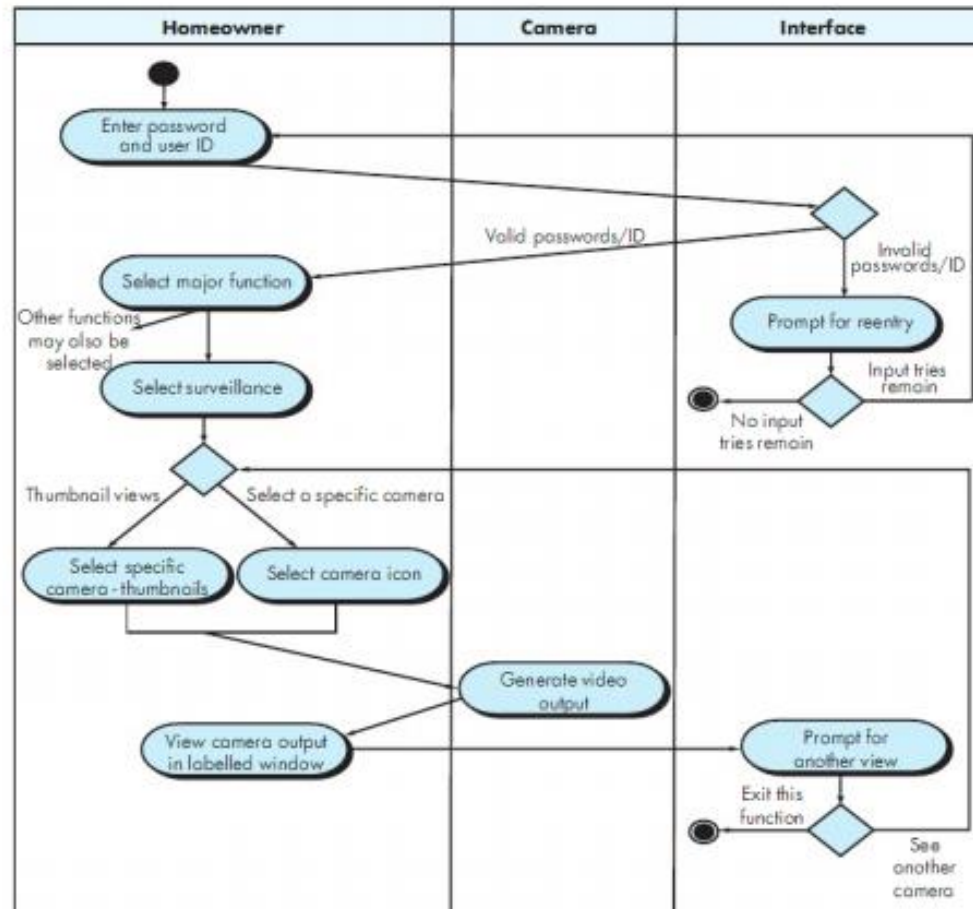 Homeowner
Camera
Interface
Enter password
and user ID
Valid passwords/ID
Invalid
passwords/ID
Select major function
Prompt for reentry
Other functions
may also be
selected
Input tries
remain
Select surveillance
No input
tries remain
Thumbnail views
Select a specific camera
Select specific
camera - thumbnails
Select camera icon
Generate video
output
View camera output
in labelled window
Prompt for
another view
Exit this
function
See
another
camera